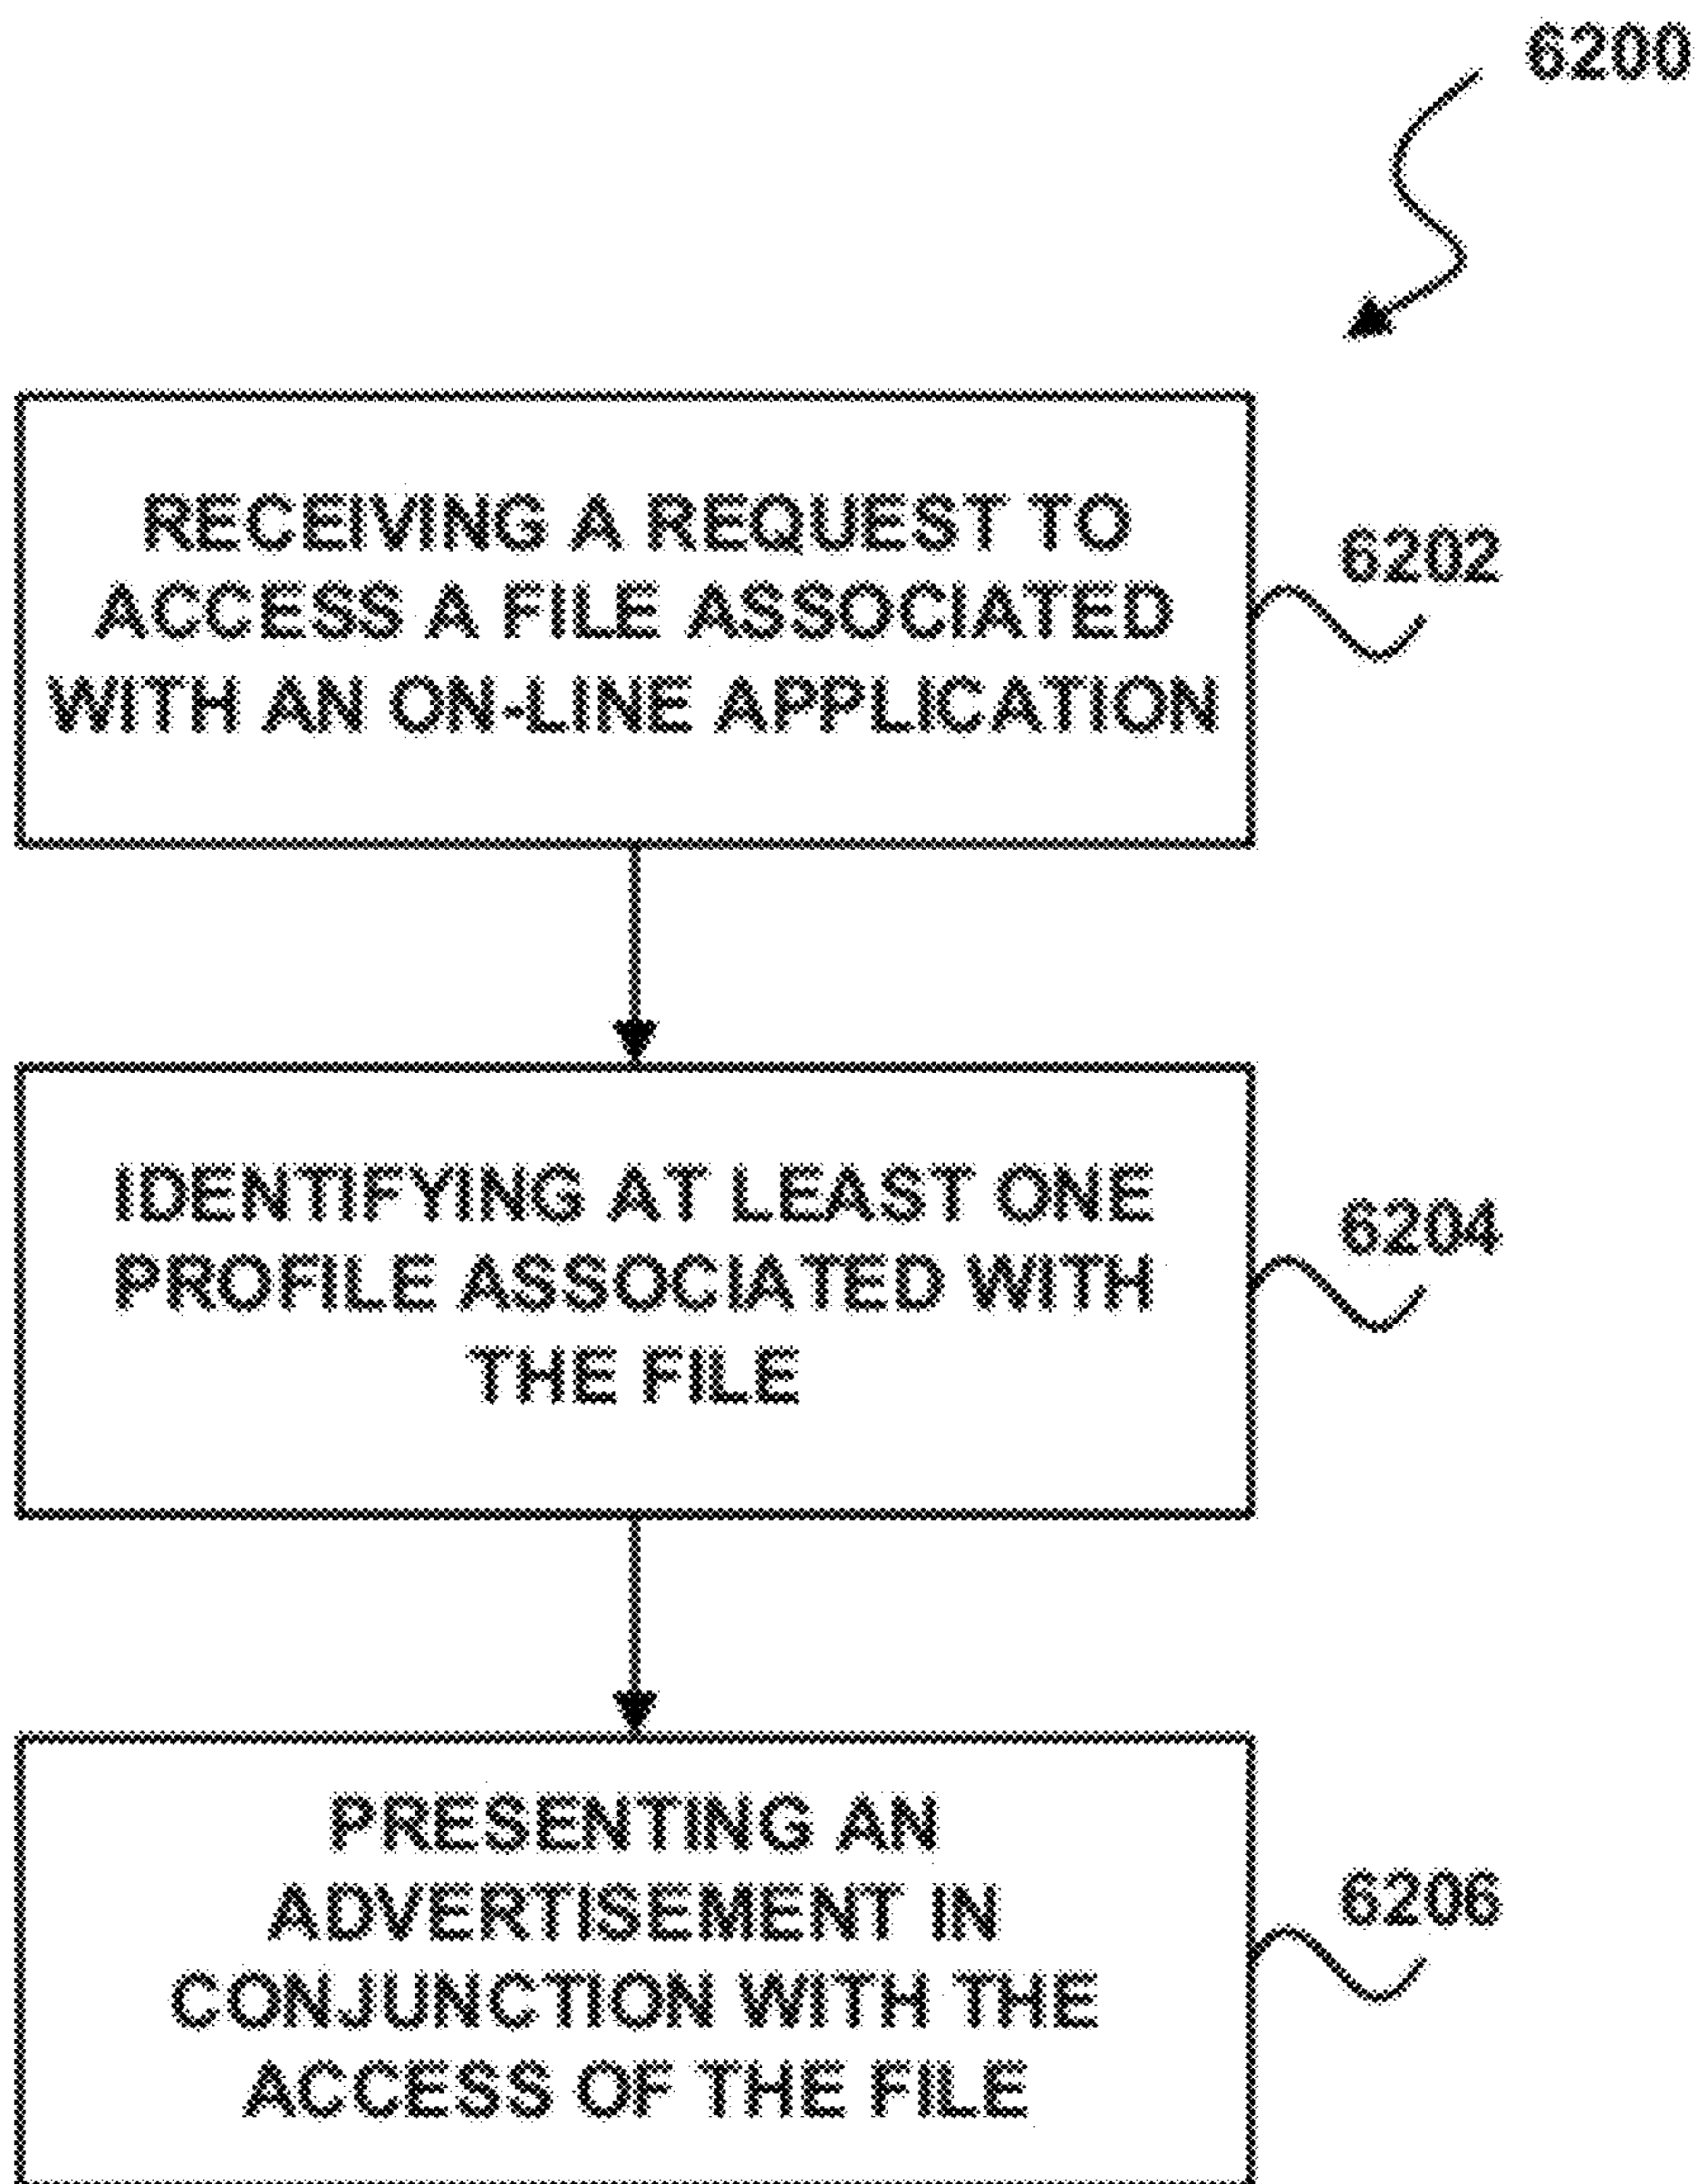 6200
RECEIVING A REQUEST TO
ACCESS A FILE ASSOCIATED
WITH AN ON-LINE APPLICATION
6202
IDENTIFYING AT LEAST ONE
PROFILE ASSOCIATED WITH
THE FILE
6204
PRESENTING AN
ADVERTISEMENT IN
CONJUNCTION WITH THE
ACCESS OF THE FILE
6206